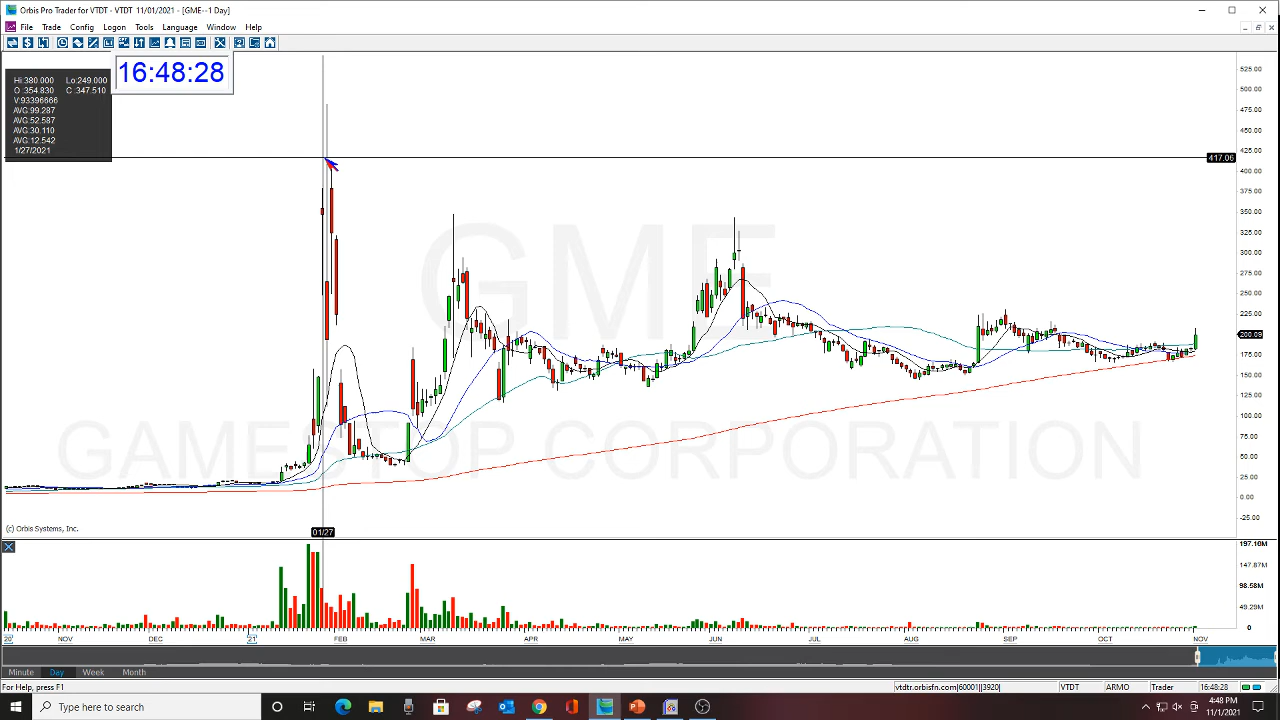 Orbis Pro Trader for VTDT - VTDT 11/01/2021 - [GME--1 Day]
File Trade Config Logon Tools Language Window Help
16:48:28
Hi:380.000 Lo:249.000
O :354.830 C :347.510
V:93396666
AVG:99.287
AVG:52.587
AVG:30.110
AVG:12.542
1/27/2021
GME
GAMESTOP CORPORATION
525.00
500.00
475.00
450.00
425.00
417.06
400.00
375.00
350.00
325.00
300.00
275.00
250.00
225.00
200.09
175.00
150.00
125.00
100.00
75.00
50.00
25.00
0.00
-25.00
(c) Orbis Systems, Inc.
01/27
197.10M
147.87M
98.58M
49.29M
0
20 NOV DEC 21 FEB MAR APR MAY JUN JUL AUG SEP OCT NOV
Minute Day Week Month
For Help, press F1
vtdtr.orbisfn.com|60001||3920| VTDT ARMO Trader 16:48:28
Type here to search
4:48 PM
11/1/2021